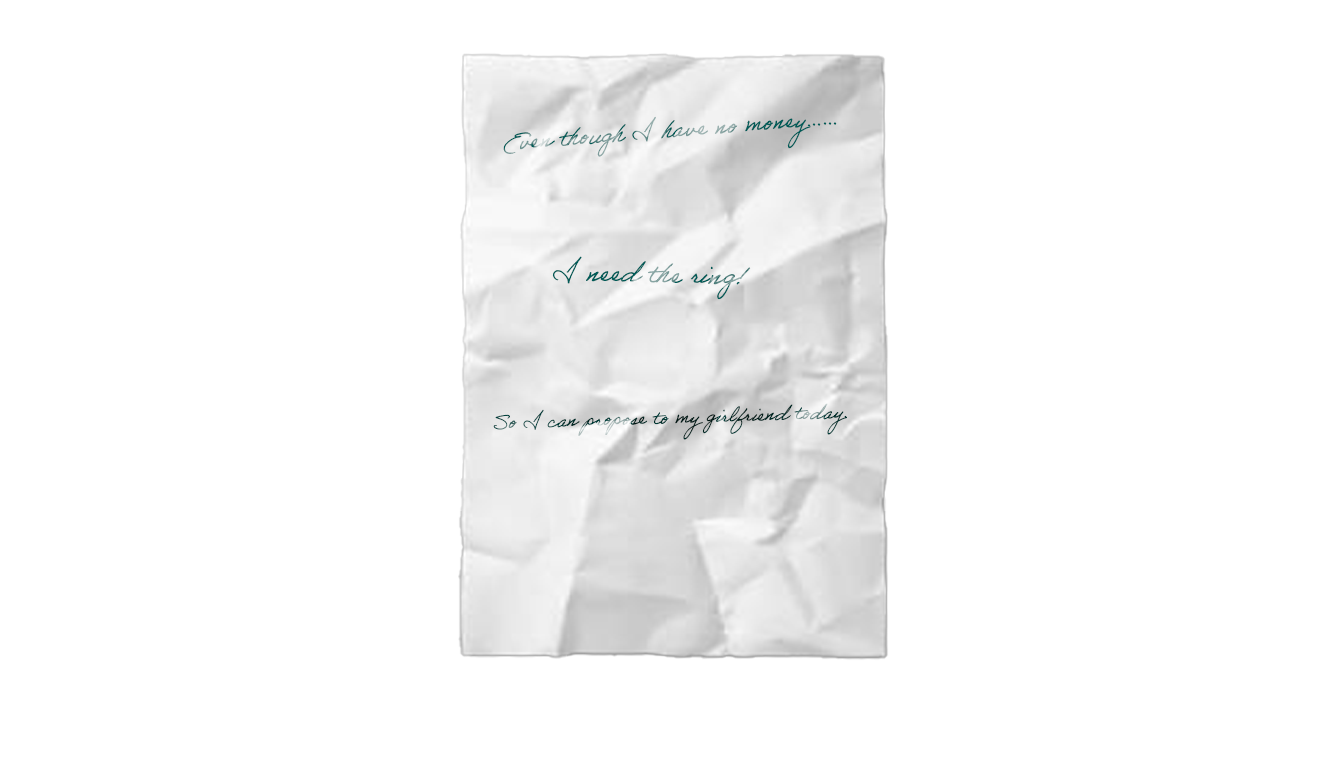 Even though I have no money......
I need the ring!
So I can propose to my girlfriend today.